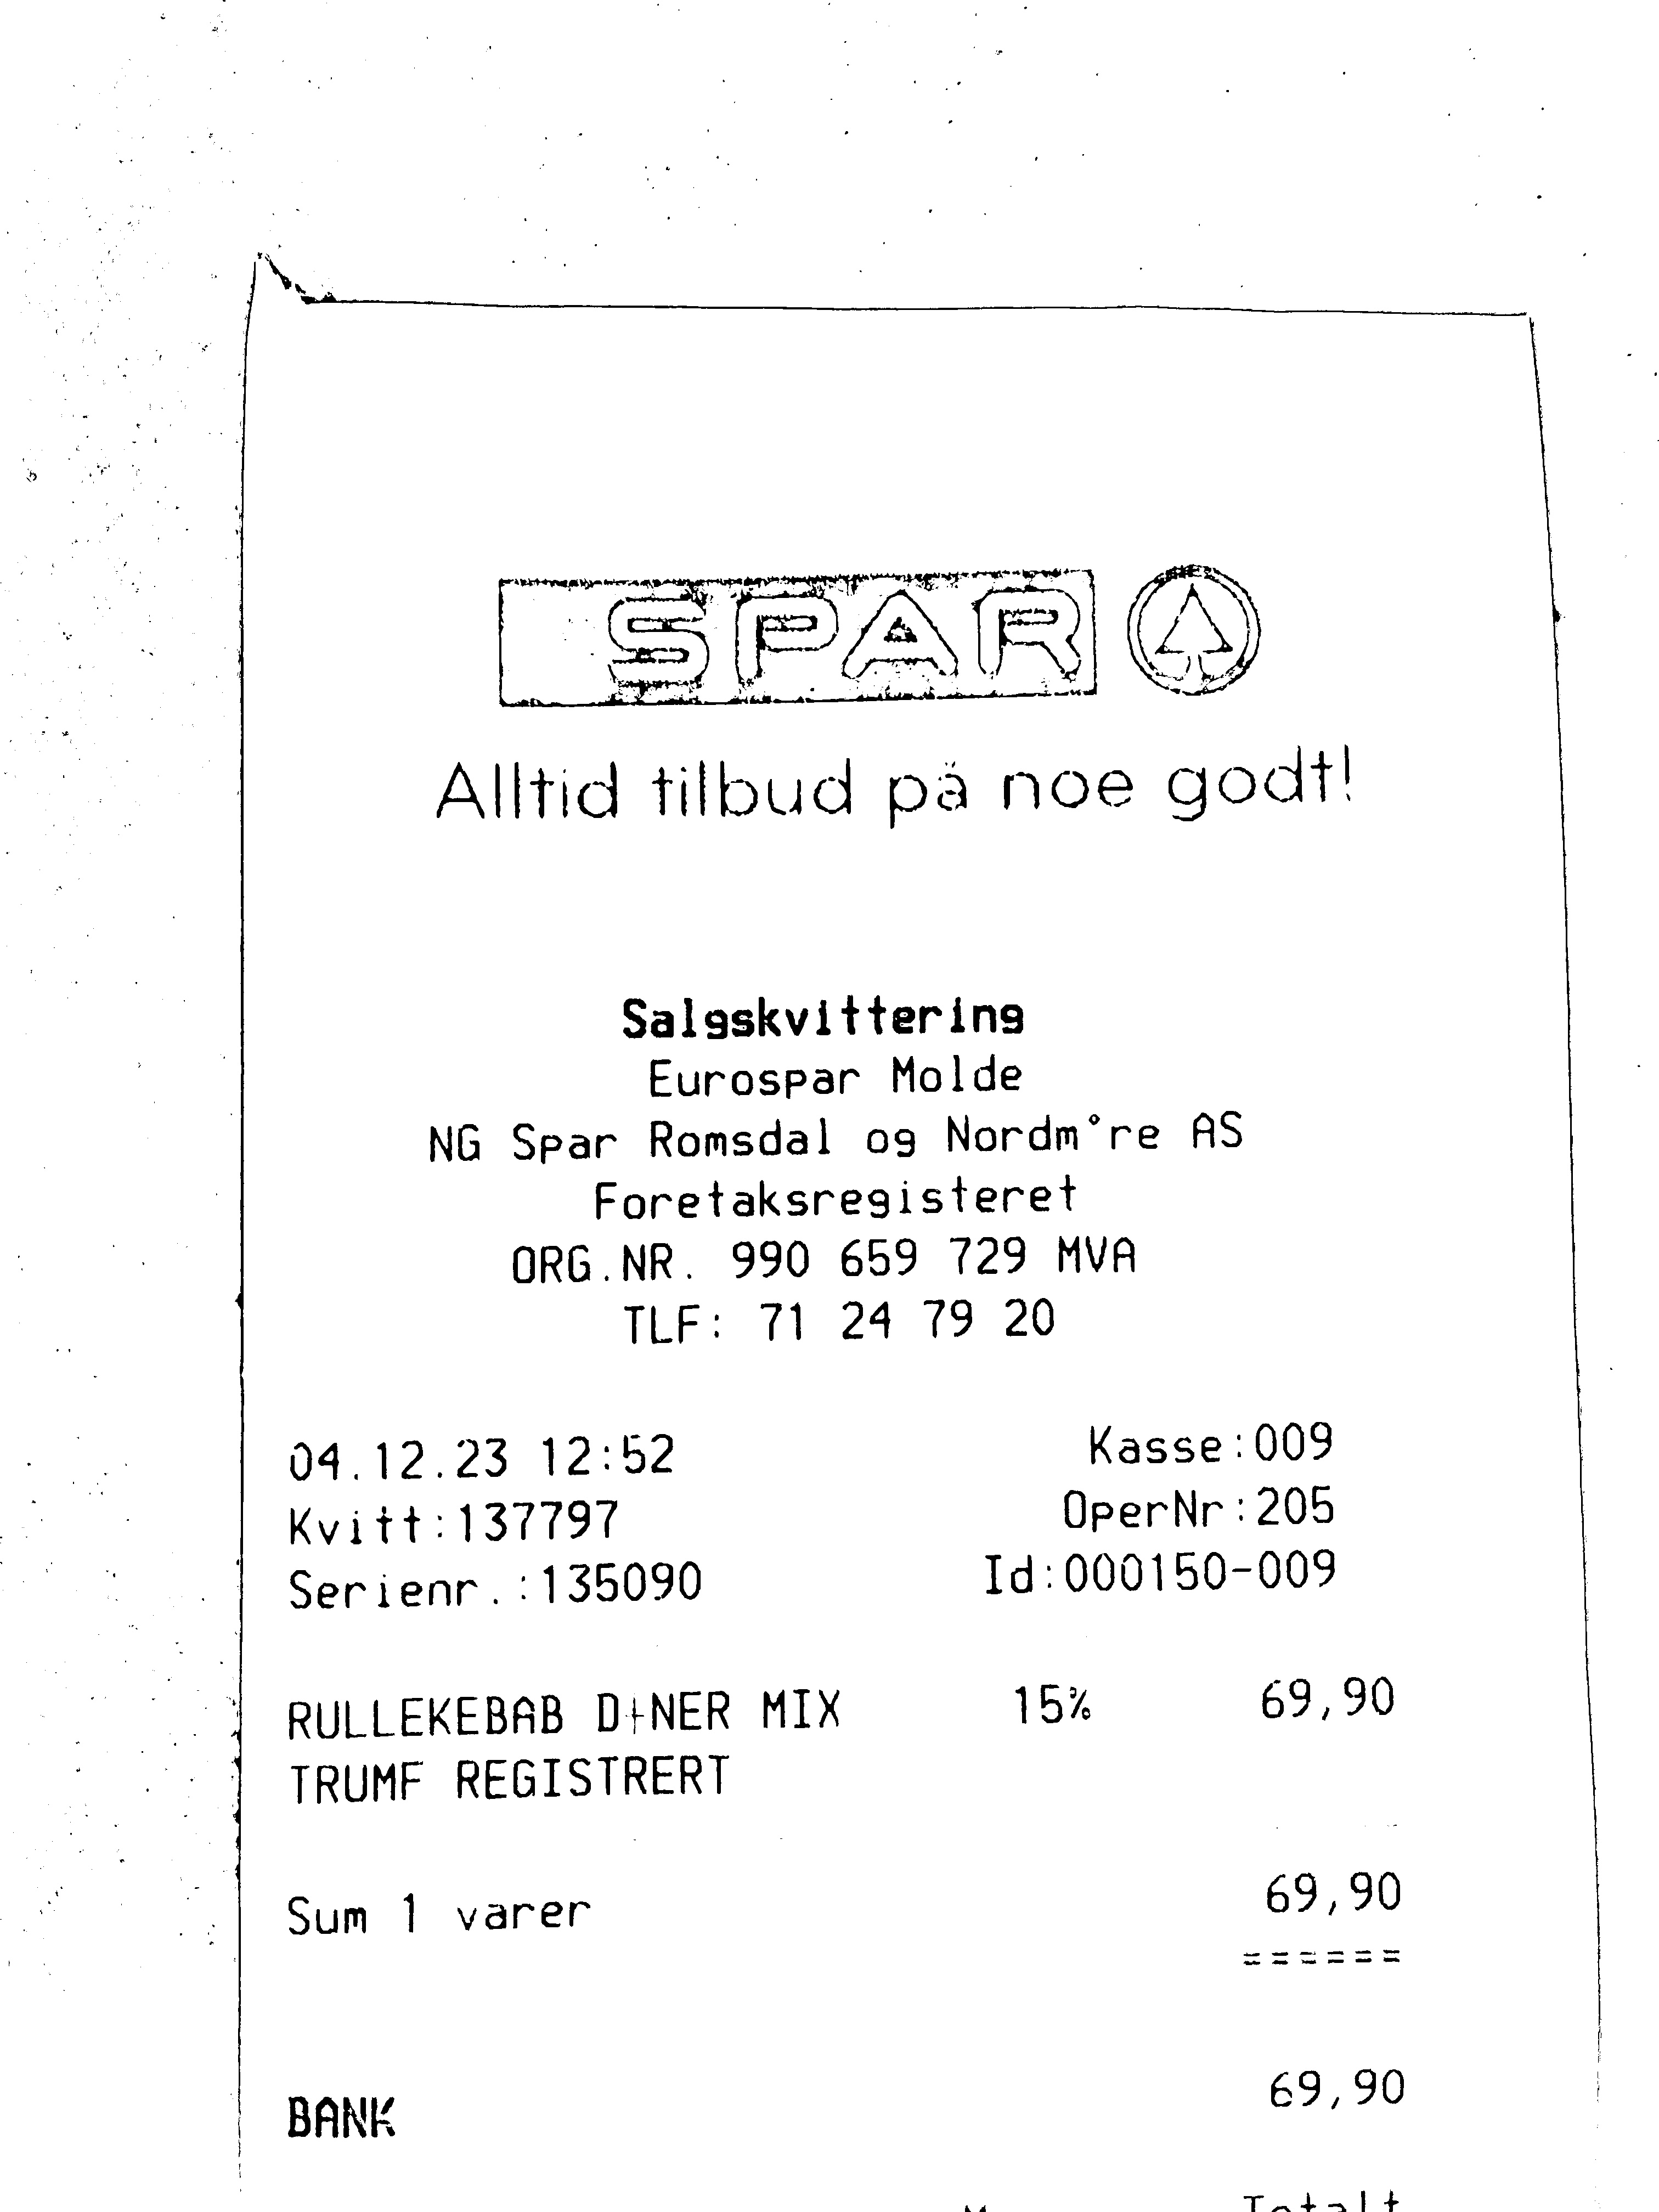 SPAR
Alltid tilbud på noe godt!
Salgskvittering
Eurospar Molde
NG Spar Romsdal og Nordm°re AS
Foretaksregisteret
ORG.NR. 990 659 729 MVA
TLF: 71 24 79 20
04.12.23 12:52 Kasse:009
Kvitt:137797 OperNr:205
Serienr.:135090 Id:000150-009
RULLEKEBAB D+NER MIX 15% 69,90
TRUMF REGISTRERT
Sum 1 varer 69,90
======
BANK 69,90
Totalt